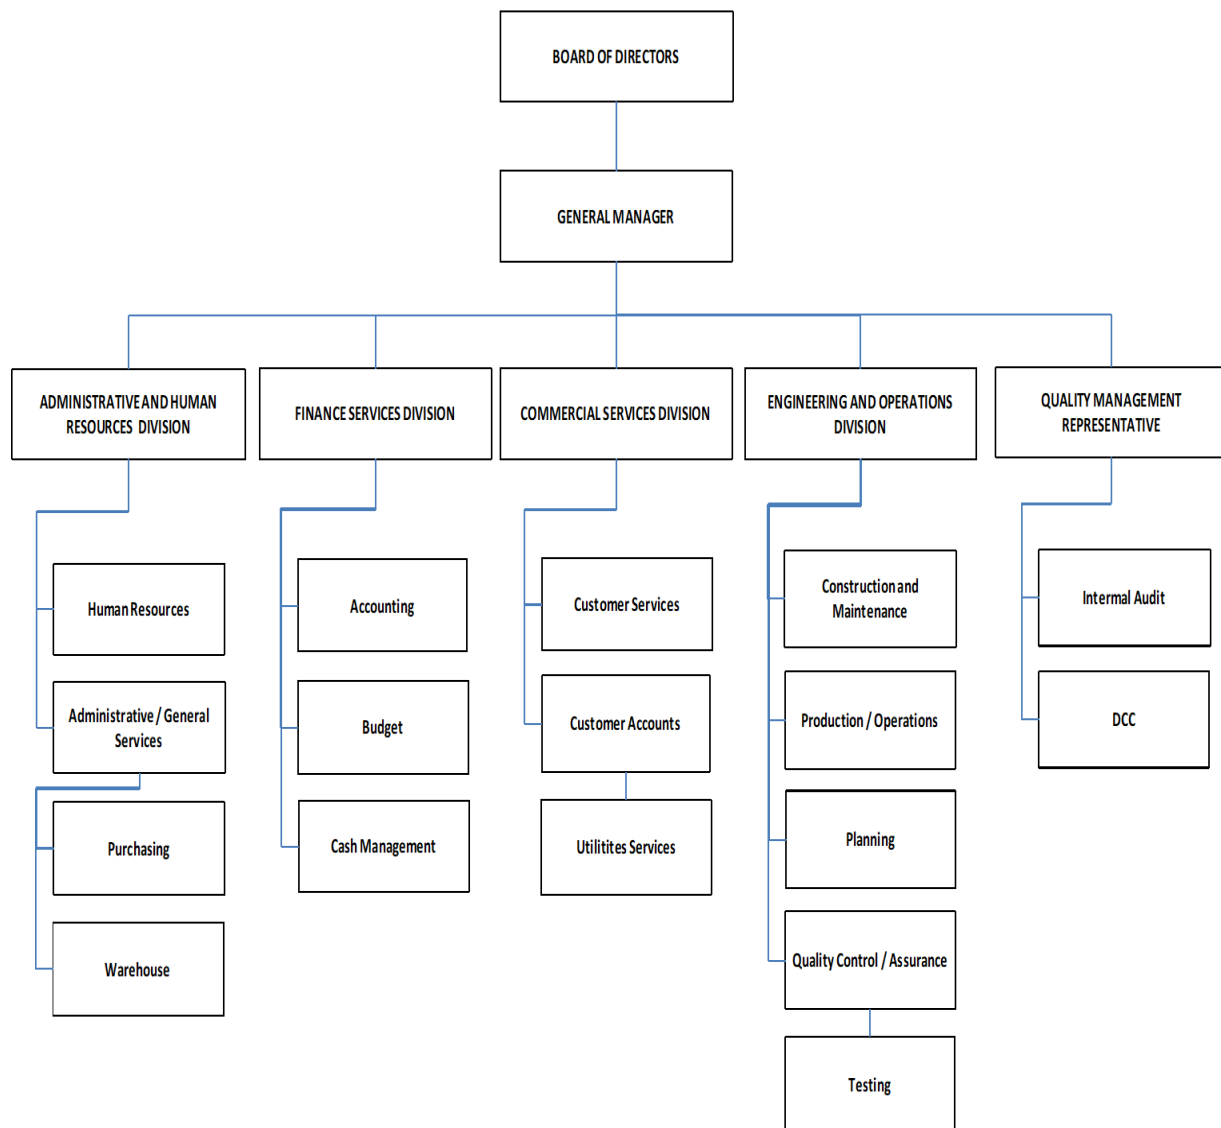 BOARD OF DIRECTORS
GENERAL MANAGER
ADMINISTRATIVE AND HUMAN
RESOURCES DIVISION
FINANCE SERVICES DIVISION
COMMERCIAL SERVICES DIVISION
ENGINEERING AND OPERATIONS
DIVISION
QUALITY MANAGEMENT
REPRESENTATIVE
Human Resources
Administrative / General
Services
Purchasing
Warehouse
Accounting
Budget
Cash Management
Customer Services
Customer Accounts
Utilitites Services
Construction and
Maintenance
Production / Operations
Planning
Quality Control / Assurance
Testing
Intermal Audit
DCC